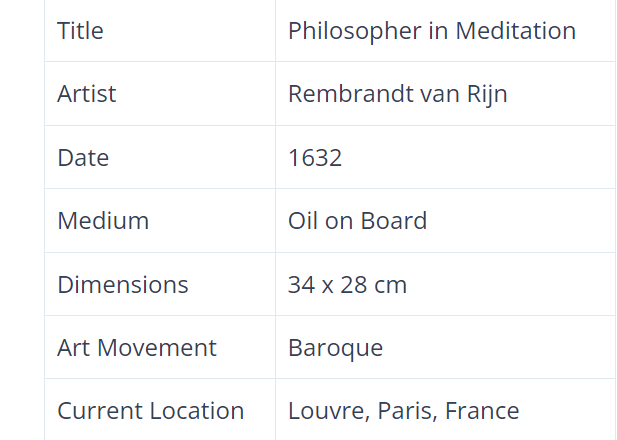 Title Philosopher in Meditation
Artist Rembrandt van Rijn
Date 1632
Medium Oil on Board
Dimensions 34 x 28 cm
Art Movement Baroque
Current Location Louvre, Paris, France